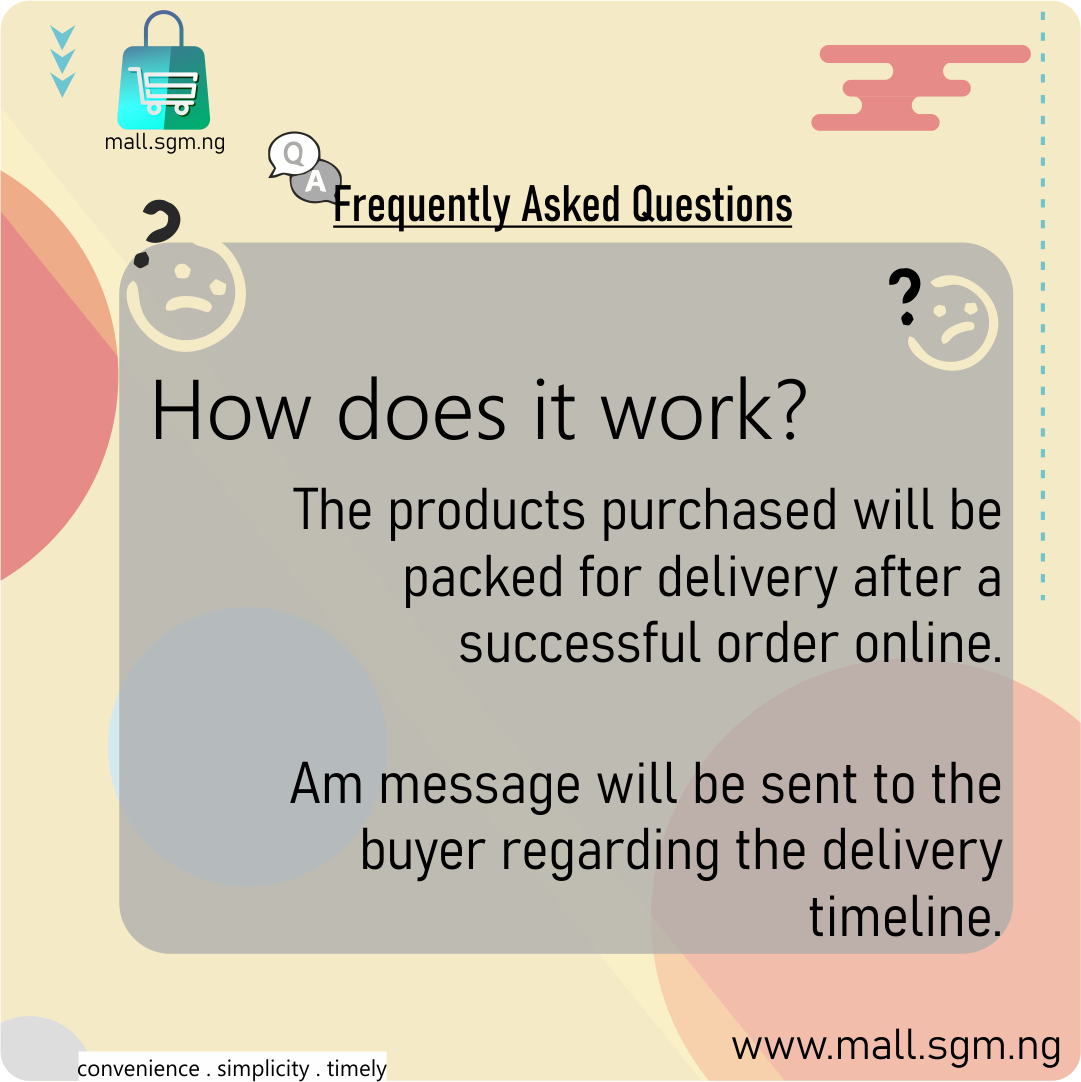 mall.sgm.ng
Q
A
Frequently Asked Questions
?
?
How does it work?
The products purchased will be
packed for delivery after a
successful order online.
Am message will be sent to the
buyer regarding the delivery
timeline.
www.mall.sgm.ng
convenience . simplicity . timely